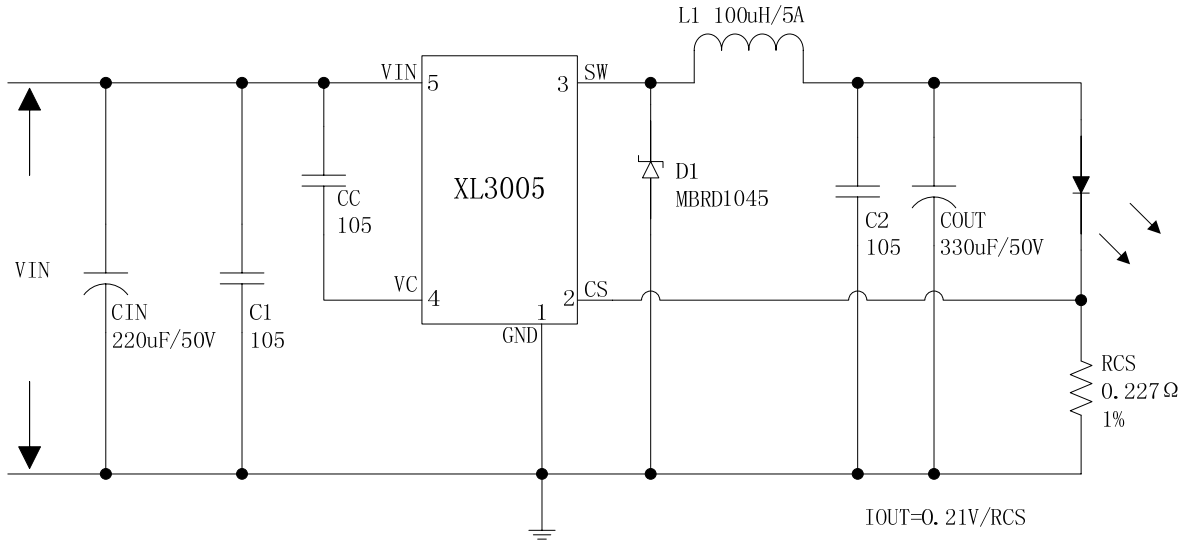 L1 100uH/5A
VIN
5
3
SW
XL3005
CC
105
D1
MBRD1045
C2
105
COUT
330uF/50V
VIN
VC
4
2
CS
1
GND
CIN
220uF/50V
C1
105
RCS
0.227Ω
1%
IOUT=0.21V/RCS